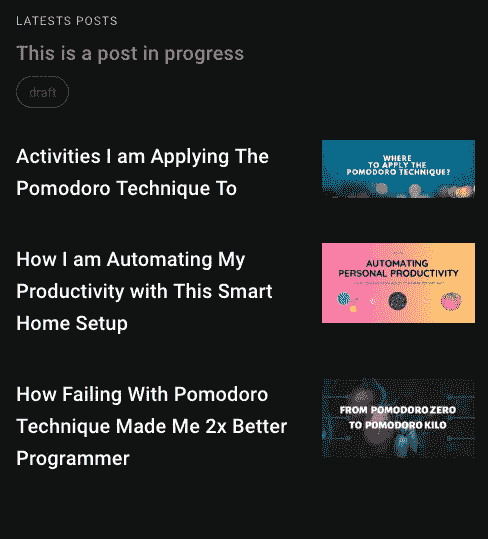 LATESTS POSTS
This is a post in progress
draft
Activities I am Applying The
Pomodoro Technique To
WHERE
TO APPLY THE
POMODORO TECHNIQUE?
How I am Automating My
Productivity with This Smart
Home Setup
AUTOMATING
PERSONAL PRODUCTIVITY
How Failing With Pomodoro
Technique Made Me 2x Better
Programmer
FROM POMODORO ZERO
TO POMODORO KILO